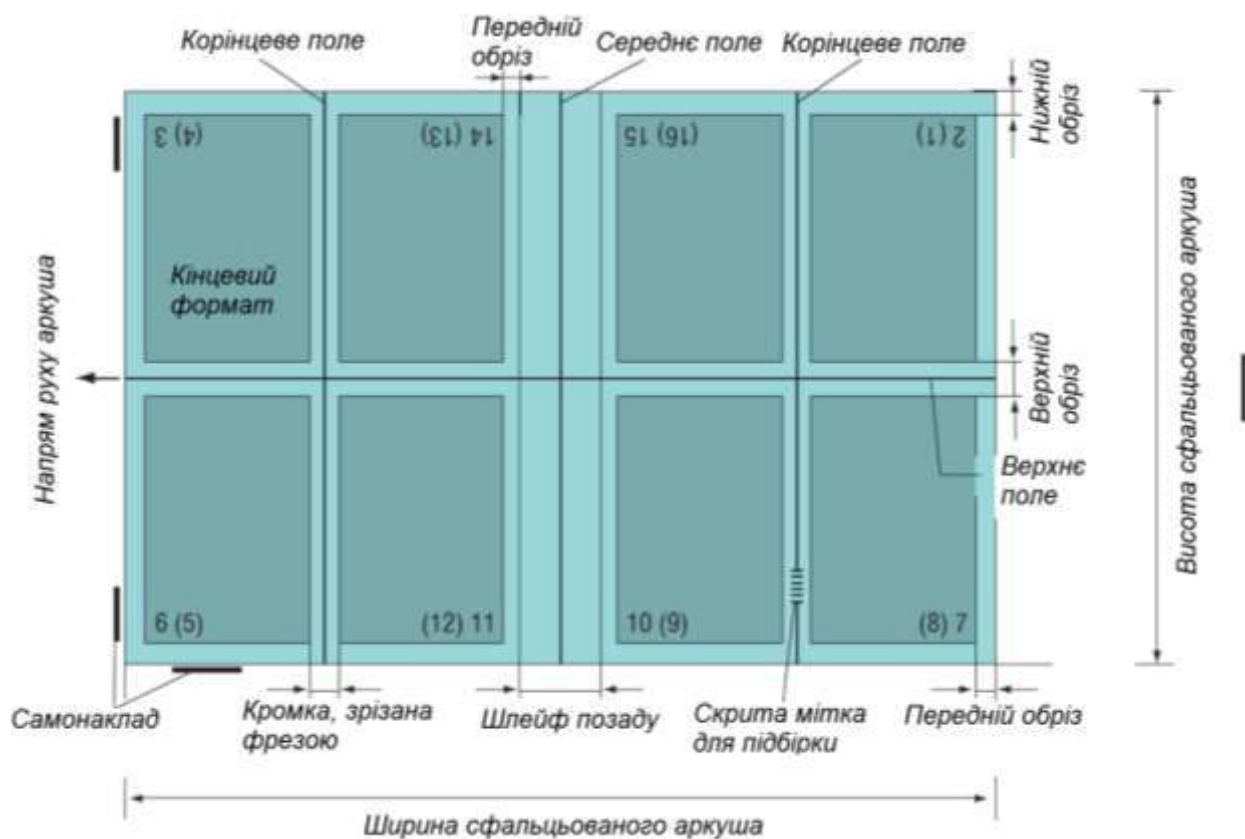 Корінцеве поле
Передній
обріз
Середнє поле
Корінцеве поле
Нижній
обріз
3 (4)
14 (13)
15 (16)
2 (1)
Кінцевий
формат
Напрям руху аркуша
Верхній
обріз
Верхнє
поле
Висота сфальцьованого аркуша
6 (5)
(12) 11
10 (9)
(8) 7
Самонаклад
Кромка, зрізана
фрезою
Шлейф позаду
Скрита мітка
для підбірки
Передній обріз
Ширина сфальцьованого аркуша